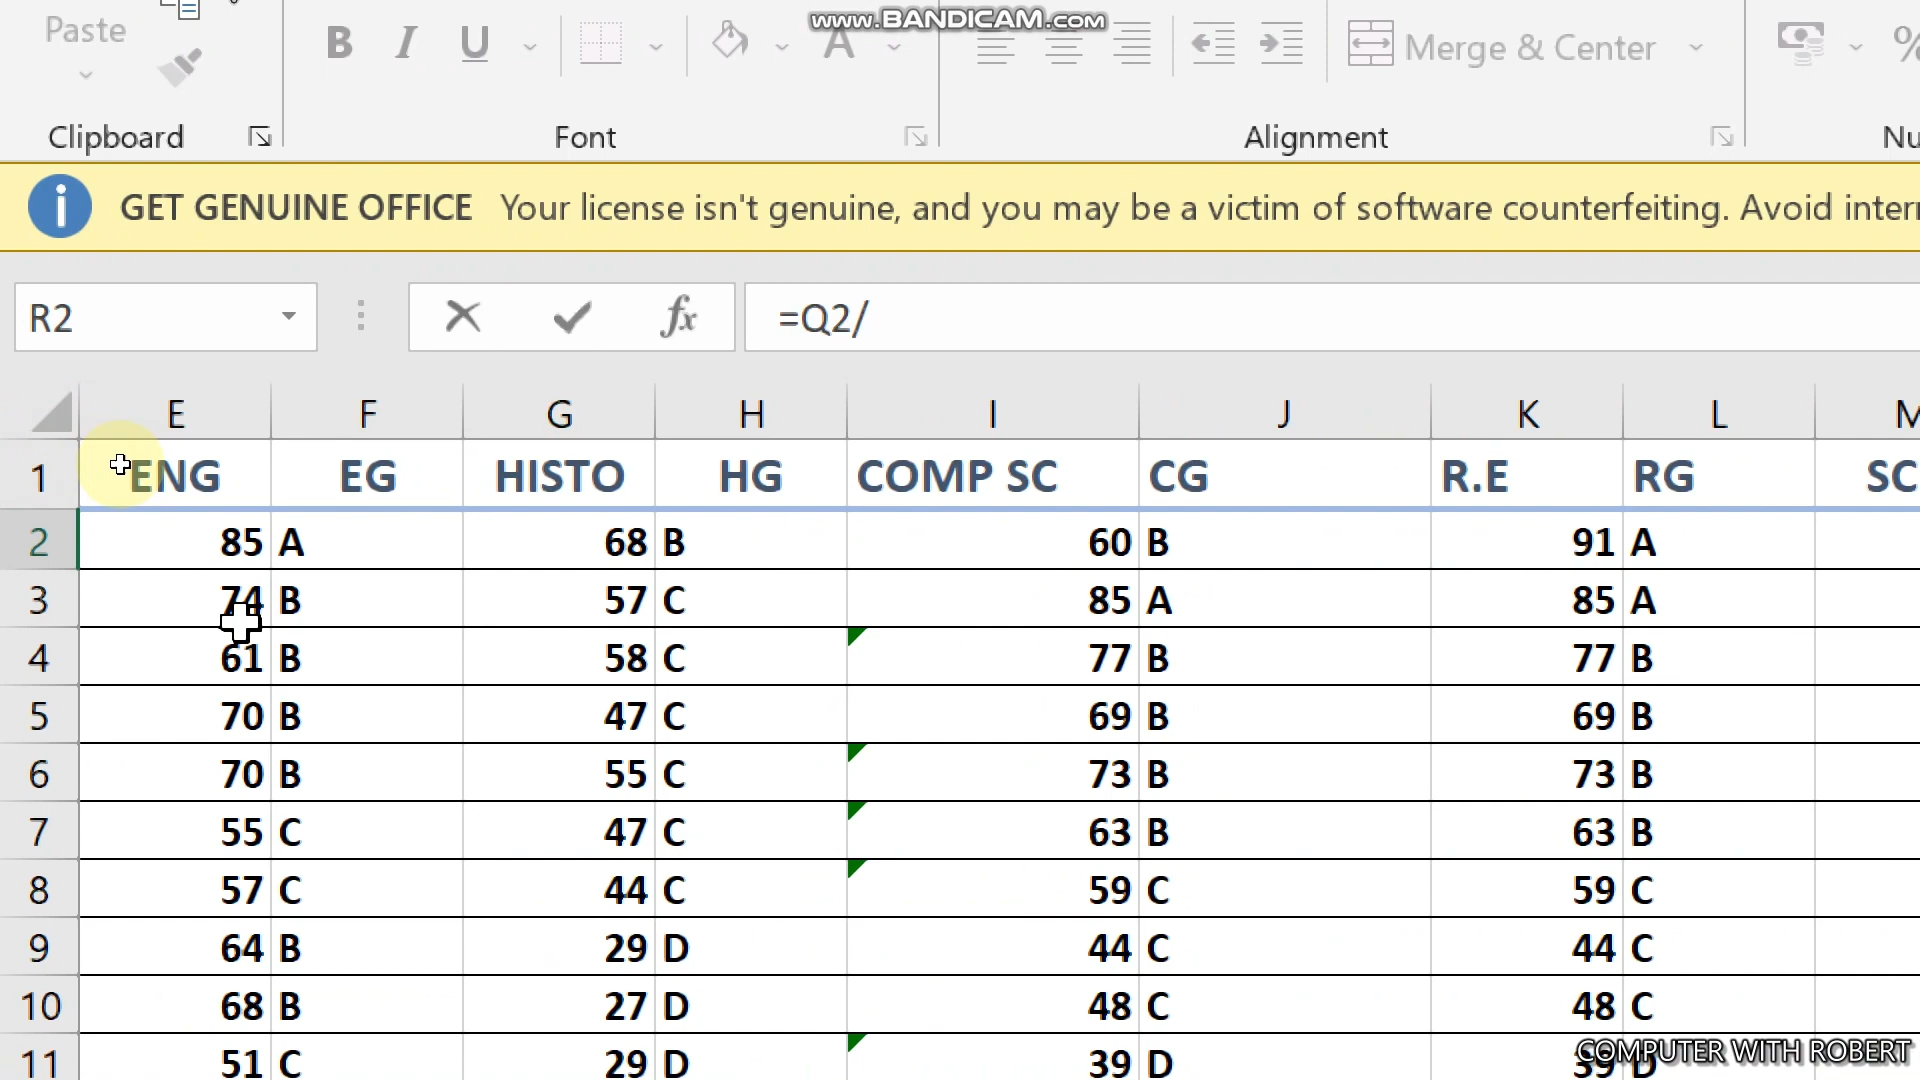 www.BANDICAM.com
Paste
B I U A Merge & Center %
Clipboard Font Alignment Nu
i GET GENUINE OFFICE Your license isn't genuine, and you may be a victim of software counterfeiting. Avoid interr
R2 fx =Q2/
E F G H I J K L M
1 ENG EG HISTO HG COMP SC CG R.E RG SC
2 85 A 68 B 60 B 91 A
3 74 B 57 C 85 A 85 A
4 61 B 58 C 77 B 77 B
5 70 B 47 C 69 B 69 B
6 70 B 55 C 73 B 73 B
7 55 C 47 C 63 B 63 B
8 57 C 44 C 59 C 59 C
9 64 B 29 D 44 C 44 C
10 68 B 27 D 48 C 48 C
11 51 C 29 D 39 D 39 D
COMPUTER WITH ROBERT